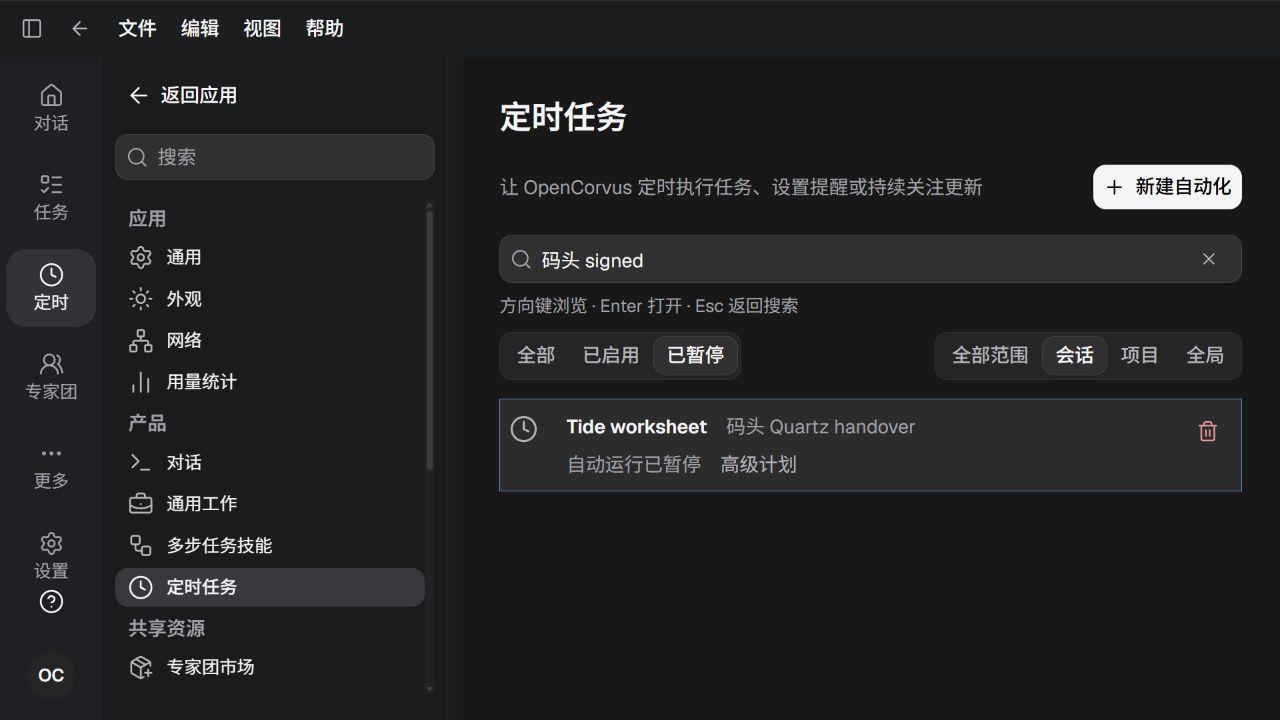 文件 编辑 视图 帮助
对话
任务
定时
专家团
更多
设置
OC
返回应用
搜索
应用
通用
外观
网络
用量统计
产品
对话
通用工作
多步任务技能
定时任务
共享资源
专家团市场
定时任务
让 OpenCorvus 定时执行任务、设置提醒或持续关注更新
新建自动化
码头 signed
方向键浏览 · Enter 打开 · Esc 返回搜索
全部 已启用 已暂停 全部范围 会话 项目 全局
Tide worksheet 码头 Quartz handover
自动运行已暂停 高级计划